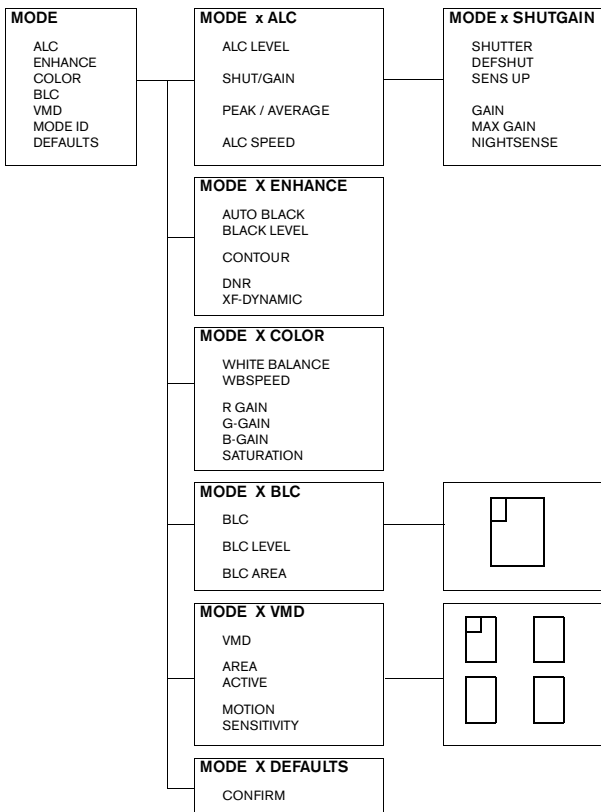 MODE
ALC
ENHANCE
COLOR
BLC
VMD
MODE ID
DEFAULTS
MODE x ALC
ALC LEVEL
SHUT/GAIN
PEAK / AVERAGE
ALC SPEED
MODE x SHUTGAIN
SHUTTER
DEFSHUT
SENS UP
GAIN
MAX GAIN
NIGHTSENSE
MODE X ENHANCE
AUTO BLACK
BLACK LEVEL
CONTOUR
DNR
XF-DYNAMIC
MODE X COLOR
WHITE BALANCE
WBSPEED
R GAIN
G-GAIN
B-GAIN
SATURATION
MODE X BLC
BLC
BLC LEVEL
BLC AREA
MODE X VMD
VMD
AREA
ACTIVE
MOTION
SENSITIVITY
MODE X DEFAULTS
CONFIRM